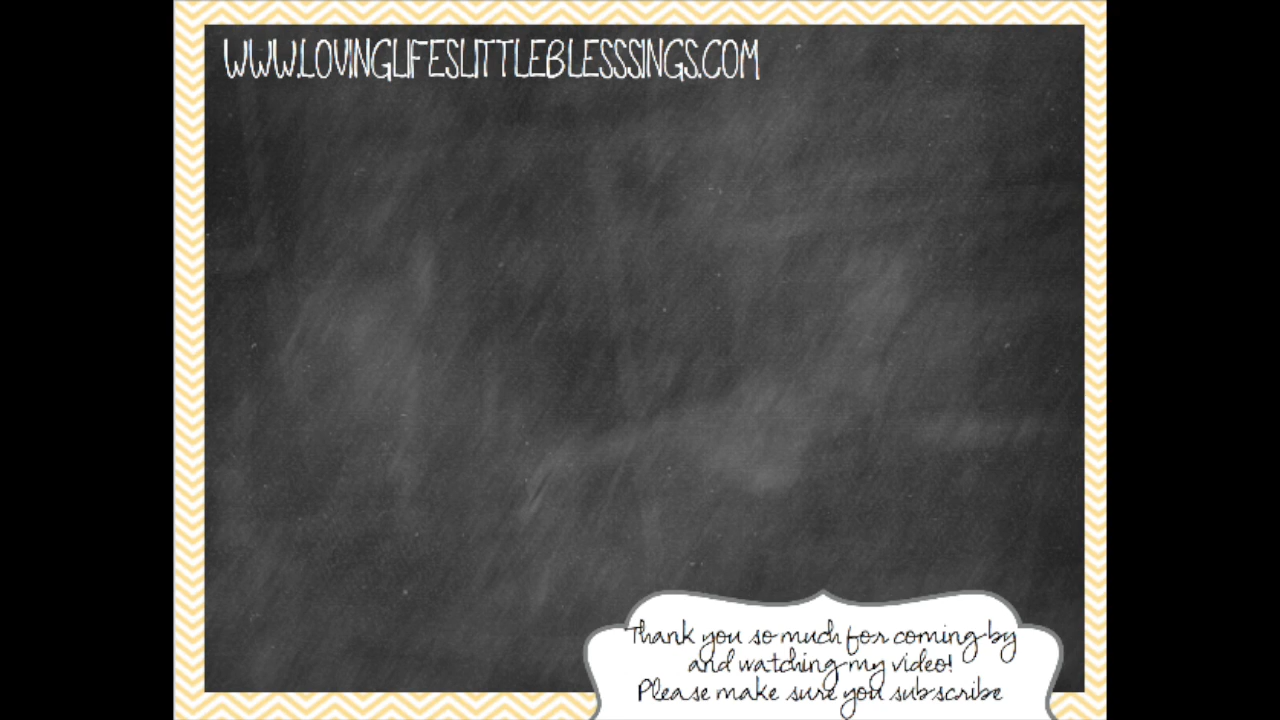 WWW.LOVINGLIFESLITTLEBLESSSINGS.COM
Thank you so much for coming by
and watching my video!
Please make sure you subscribe